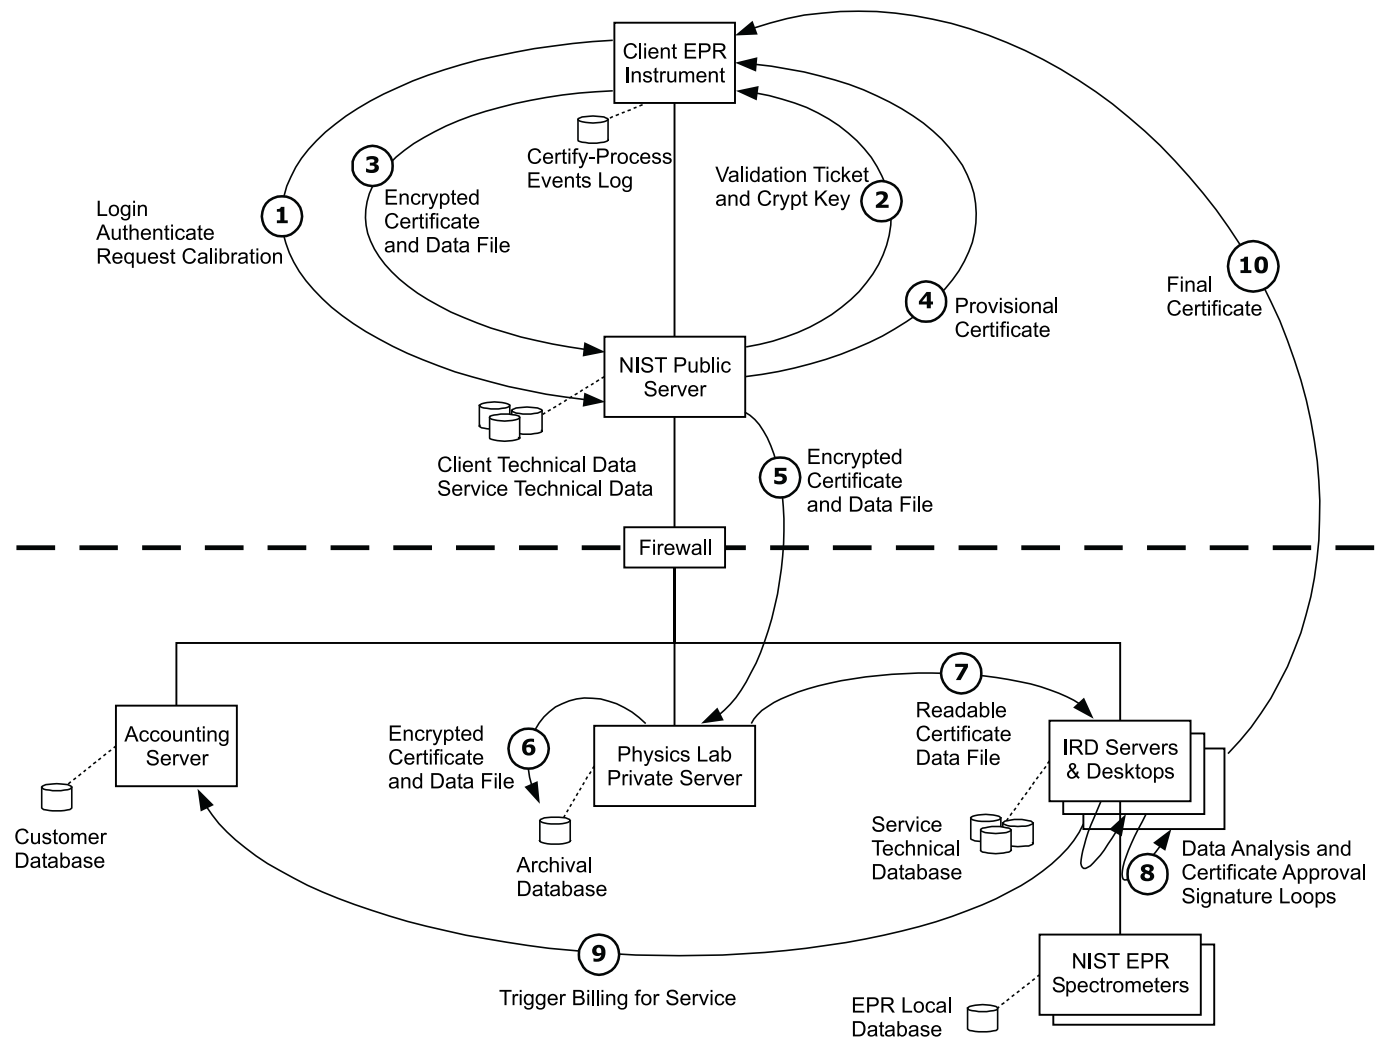 Client EPR
Instrument
Certify-Process
Events Log
3
Encrypted
Certificate
and Data File
Validation Ticket
and Crypt Key
2
1
Login
Authenticate
Request Calibration
10
Final
Certificate
4
Provisional
Certificate
NIST Public
Server
Client Technical Data
Service Technical Data
5
Encrypted
Certificate
and Data File
Firewall
7
Readable
Certificate
Data File
Accounting
Server
Customer
Database
Encrypted
Certificate
and Data File
6
Physics Lab
Private Server
Archival
Database
IRD Servers
& Desktops
Service
Technical
Database
8
Data Analysis and
Certificate Approval
Signature Loops
9
Trigger Billing for Service
NIST EPR
Spectrometers
EPR Local
Database